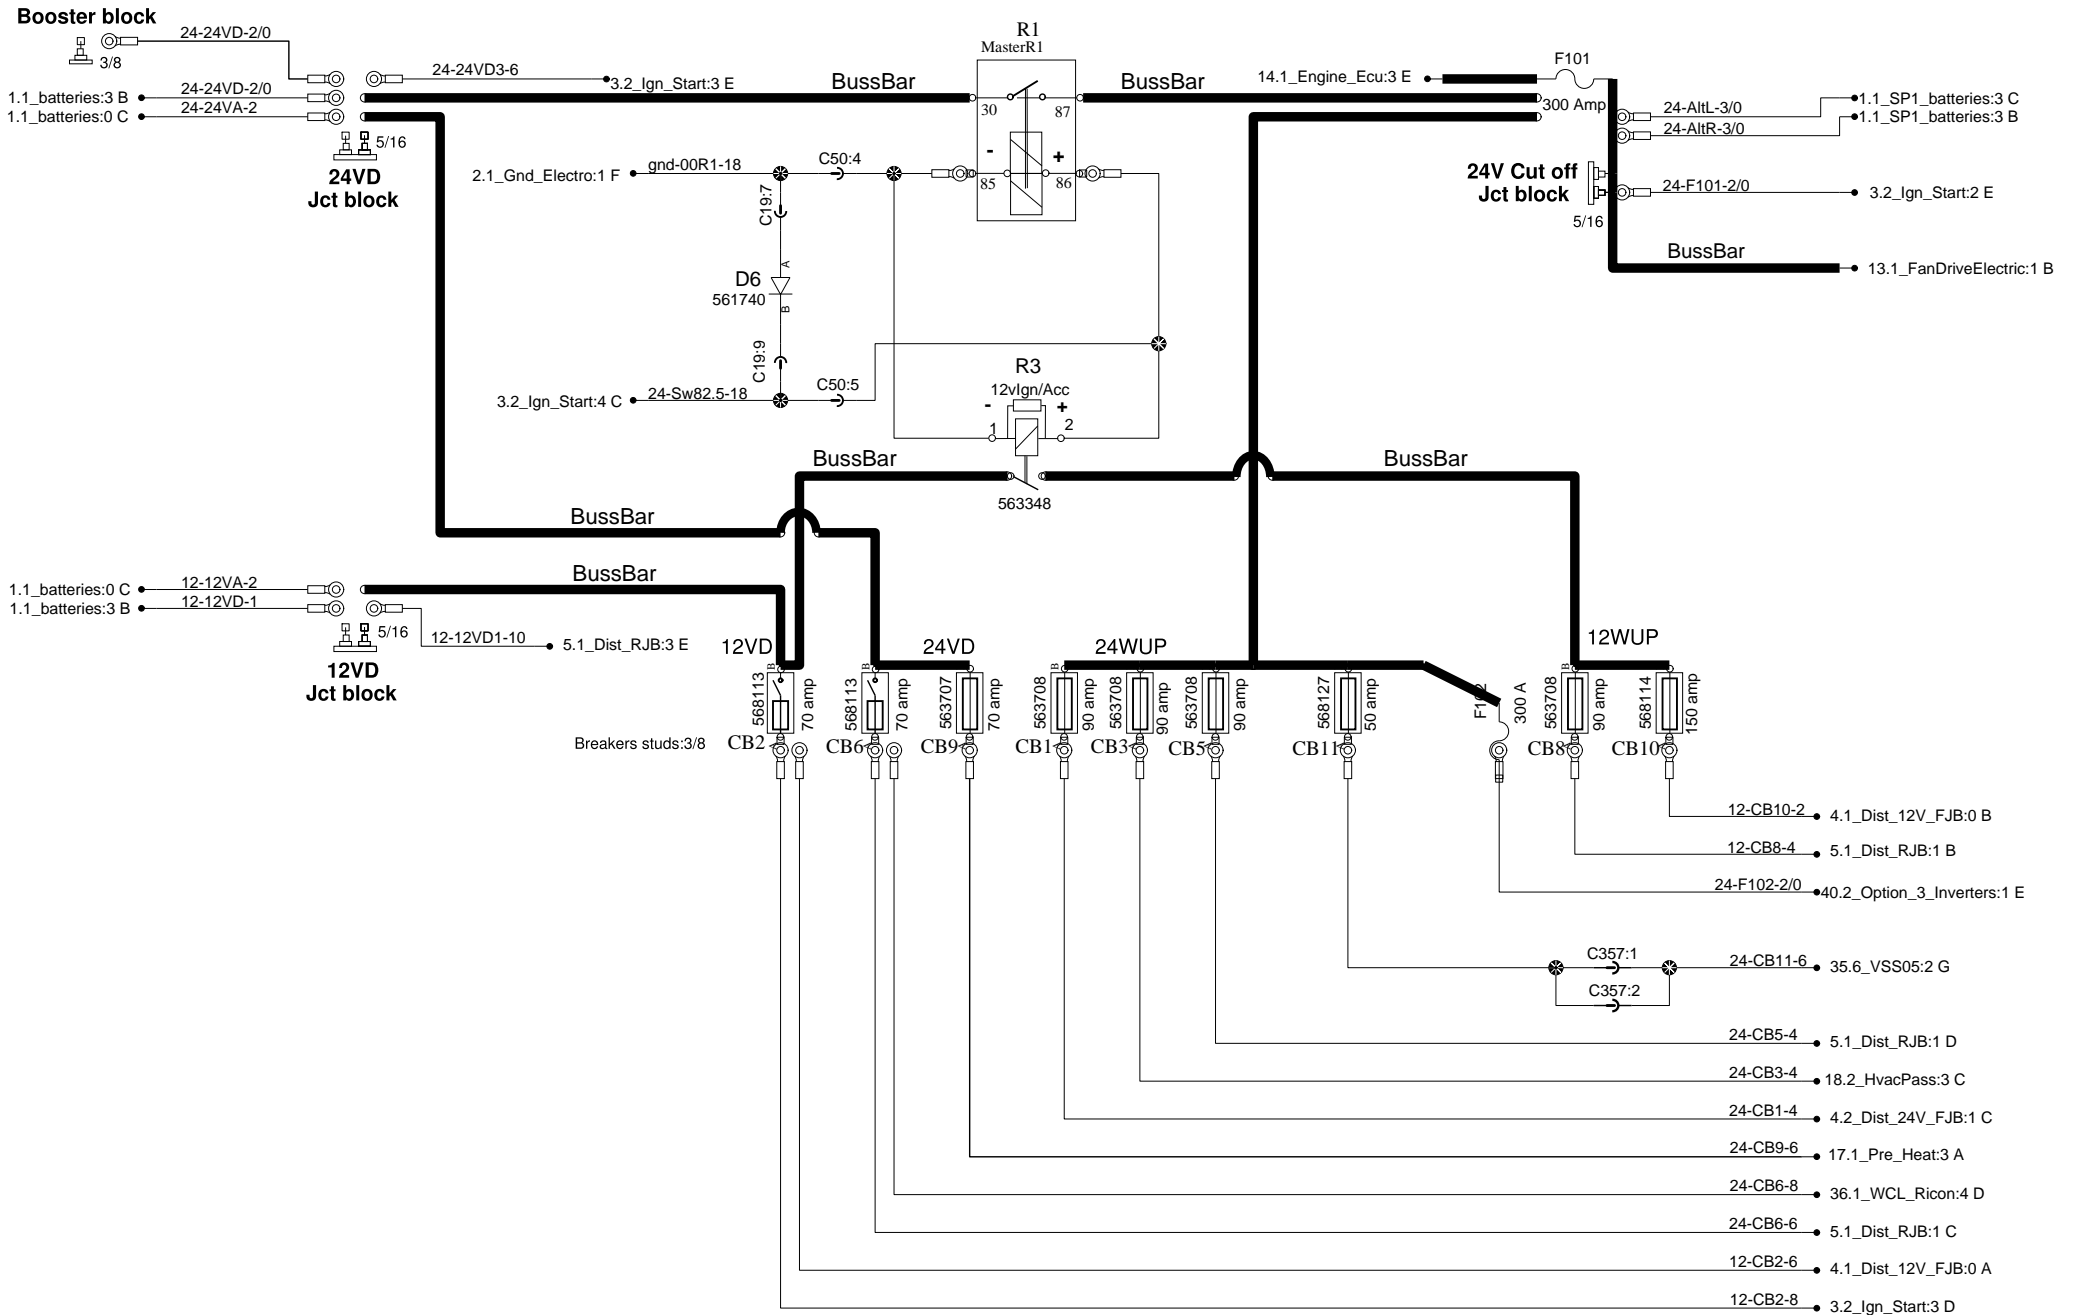 Booster block
24-24VD-2/0
3/8
24-24VD3-6
3.2_Ign_Start:3 E
1.1_batteries:3 B
24-24VD-2/0
1.1_batteries:0 C
24-24VA-2
5/16
24VD
Jct block
BussBar
R1
MasterR1
30
87
-
+
85
86
BussBar
14.1_Engine_Ecu:3 E
F101
300 Amp
24-AltL-3/0
1.1_SP1_batteries:3 C
24-AltR-3/0
1.1_SP1_batteries:3 B
24V Cut off
Jct block
5/16
24-F101-2/0
3.2_Ign_Start:2 E
BussBar
13.1_FanDriveElectric:1 B
2.1_Gnd_Electro:1 F
gnd-00R1-18
C50:4
C19:7
A
D6
561740
B
C19:9
3.2_Ign_Start:4 C
24-Sw82.5-18
C50:5
R3
12vIgn/Acc
-
+
1
2
563348
BussBar
BussBar
BussBar
1.1_batteries:0 C
12-12VA-2
1.1_batteries:3 B
12-12VD-1
5/16
12VD
Jct block
BussBar
12-12VD1-10
5.1_Dist_RJB:3 E
12VD
24VD
24WUP
12WUP
B
568113
70 amp
CB2
B
568113
70 amp
CB6
563707
70 amp
CB9
563708
90 amp
CB1
563708
90 amp
CB3
563708
90 amp
CB5
568127
50 amp
CB11
F102
300 A
B
563708
90 amp
CB8
568114
150 amp
CB10
Breakers studs:3/8
12-CB10-2
4.1_Dist_12V_FJB:0 B
12-CB8-4
5.1_Dist_RJB:1 B
24-F102-2/0
40.2_Option_3_Inverters:1 E
C357:1
24-CB11-6
35.6_VSS05:2 G
C357:2
24-CB5-4
5.1_Dist_RJB:1 D
24-CB3-4
18.2_HvacPass:3 C
24-CB1-4
4.2_Dist_24V_FJB:1 C
24-CB9-6
17.1_Pre_Heat:3 A
24-CB6-8
36.1_WCL_Ricon:4 D
24-CB6-6
5.1_Dist_RJB:1 C
12-CB2-6
4.1_Dist_12V_FJB:0 A
12-CB2-8
3.2_Ign_Start:3 D